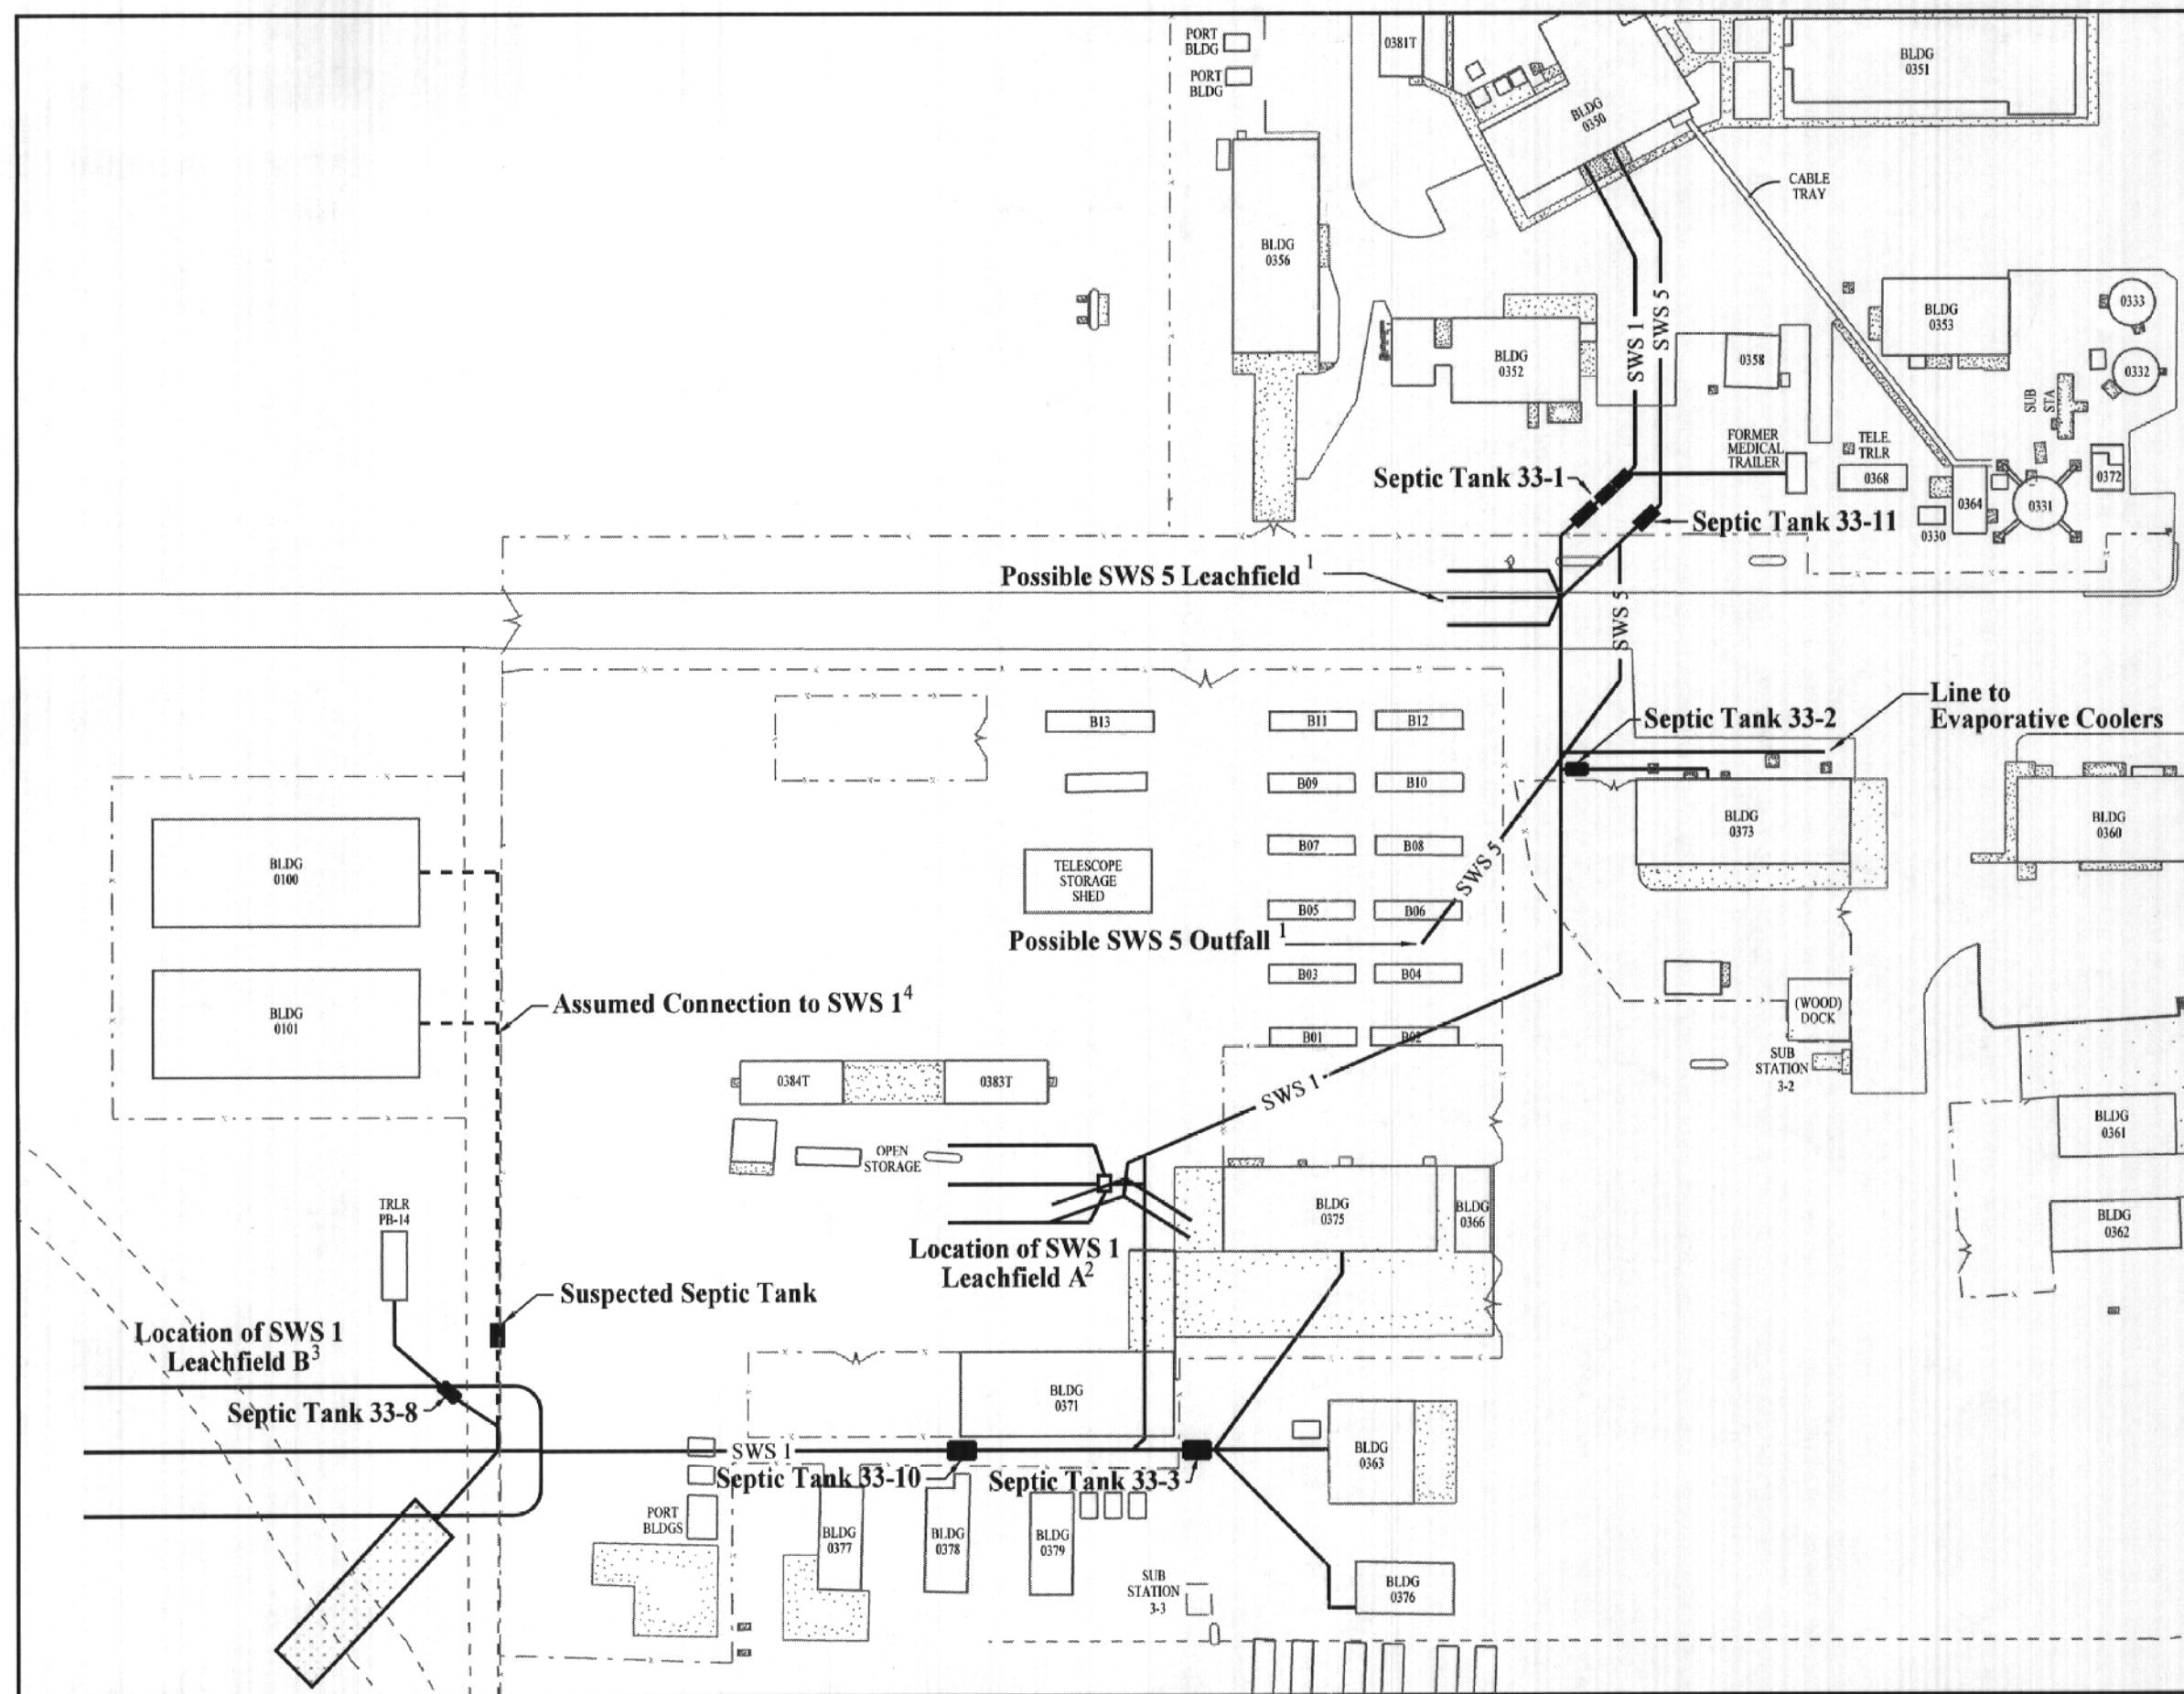 PORT
BLDG
PORT
BLDG
0381T
BLDG
0350
BLDG
0351
CABLE
TRAY
BLDG
0356
BLDG
0352
SWS 1
SWS 5
0358
BLDG
0353
0333
0332
SUB
STA
FORMER
MEDICAL
TRAILER
TELE.
TRLR
0368
0364
0330
0331
0372
Septic Tank 33-1
Septic Tank 33-11
Possible SWS 5 Leachfield 1
SWS 5
Septic Tank 33-2
Line to
Evaporative Coolers
B13
B11
B12
B09
B10
B07
B08
B05
B06
B03
B04
B01
B02
TELESCOPE
STORAGE
SHED
SWS 5
Possible SWS 5 Outfall 1
BLDG
0373
BLDG
0360
BLDG
0100
BLDG
0101
Assumed Connection to SWS 1 4
(WOOD)
DOCK
SUB
STATION
3-2
0384T
0383T
OPEN
STORAGE
SWS 1
BLDG
0361
BLDG
0362
BLDG
0375
BLDG
0366
Location of SWS 1
Leachfield A 2
TRLR
PB-14
Suspected Septic Tank
Location of SWS 1
Leachfield B 3
Septic Tank 33-8
BLDG
0371
SWS 1
Septic Tank 33-10
Septic Tank 33-3
BLDG
0363
PORT
BLDGS
BLDG
0377
BLDG
0378
BLDG
0379
SUB
STATION
3-3
BLDG
0376